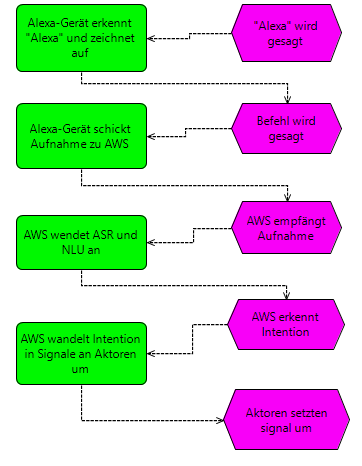 Alexa-Gerät erkennt
"Alexa" und zeichnet
auf
"Alexa" wird
gesagt
Alexa-Gerät schickt
Aufnahme zu AWS
Befehl wird
gesagt
AWS wendet ASR und
NLU an
AWS empfängt
Aufnahme
AWS wandelt Intention
in Signale an Aktoren
um
AWS erkennt
Intention
Aktoren setzten
signal um